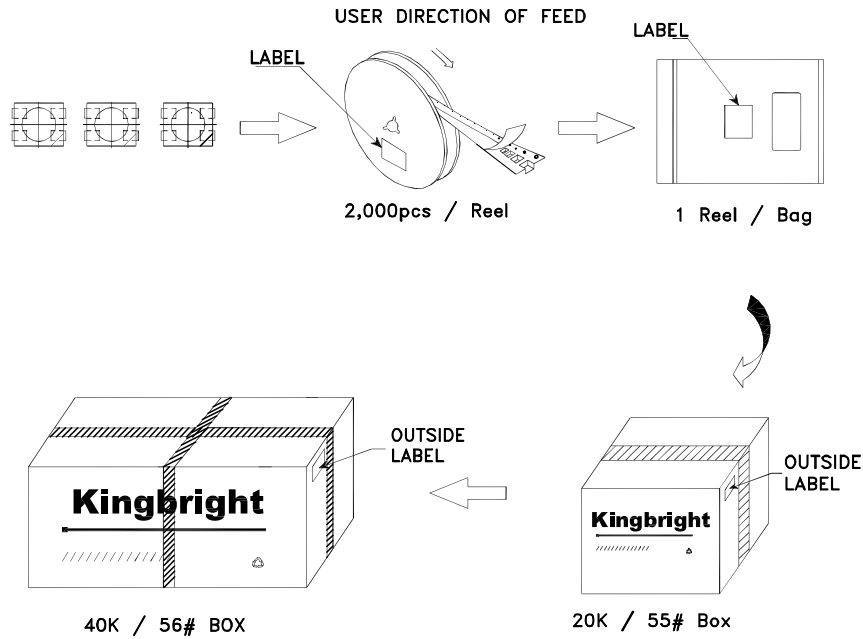 USER DIRECTION OF FEED
LABEL
LABEL
2,000pcs / Reel
1 Reel / Bag
OUTSIDE
LABEL
Kingbright
40K / 56# BOX
OUTSIDE
LABEL
Kingbright
20K / 55# Box